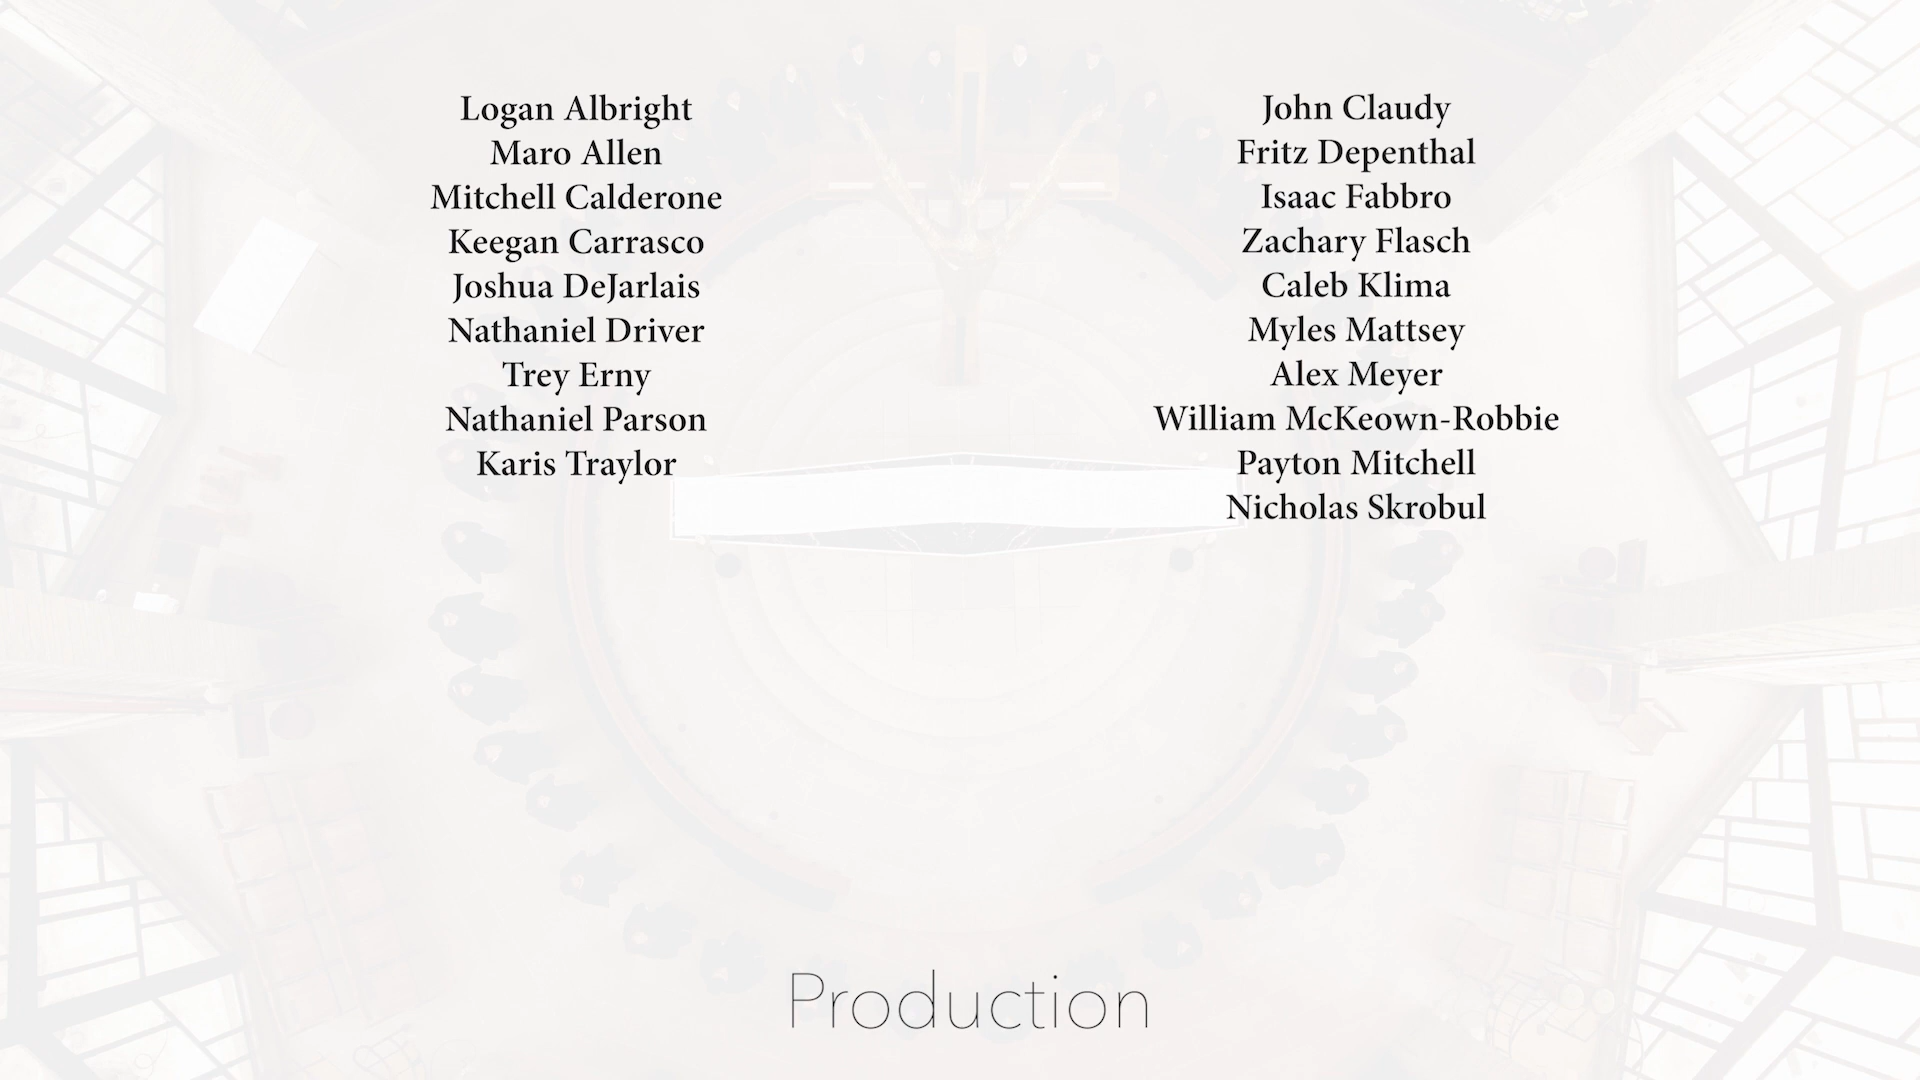 Logan Albright
Maro Allen
Mitchell Calderone
Keegan Carrasco
Joshua DeJarlais
Nathaniel Driver
Trey Erny
Nathaniel Parson
Karis Traylor
John Claudy
Fritz Depenthal
Isaac Fabbro
Zachary Flasch
Caleb Klima
Myles Mattsey
Alex Meyer
William McKeown-Robbie
Payton Mitchell
Nicholas Skrobul
Production